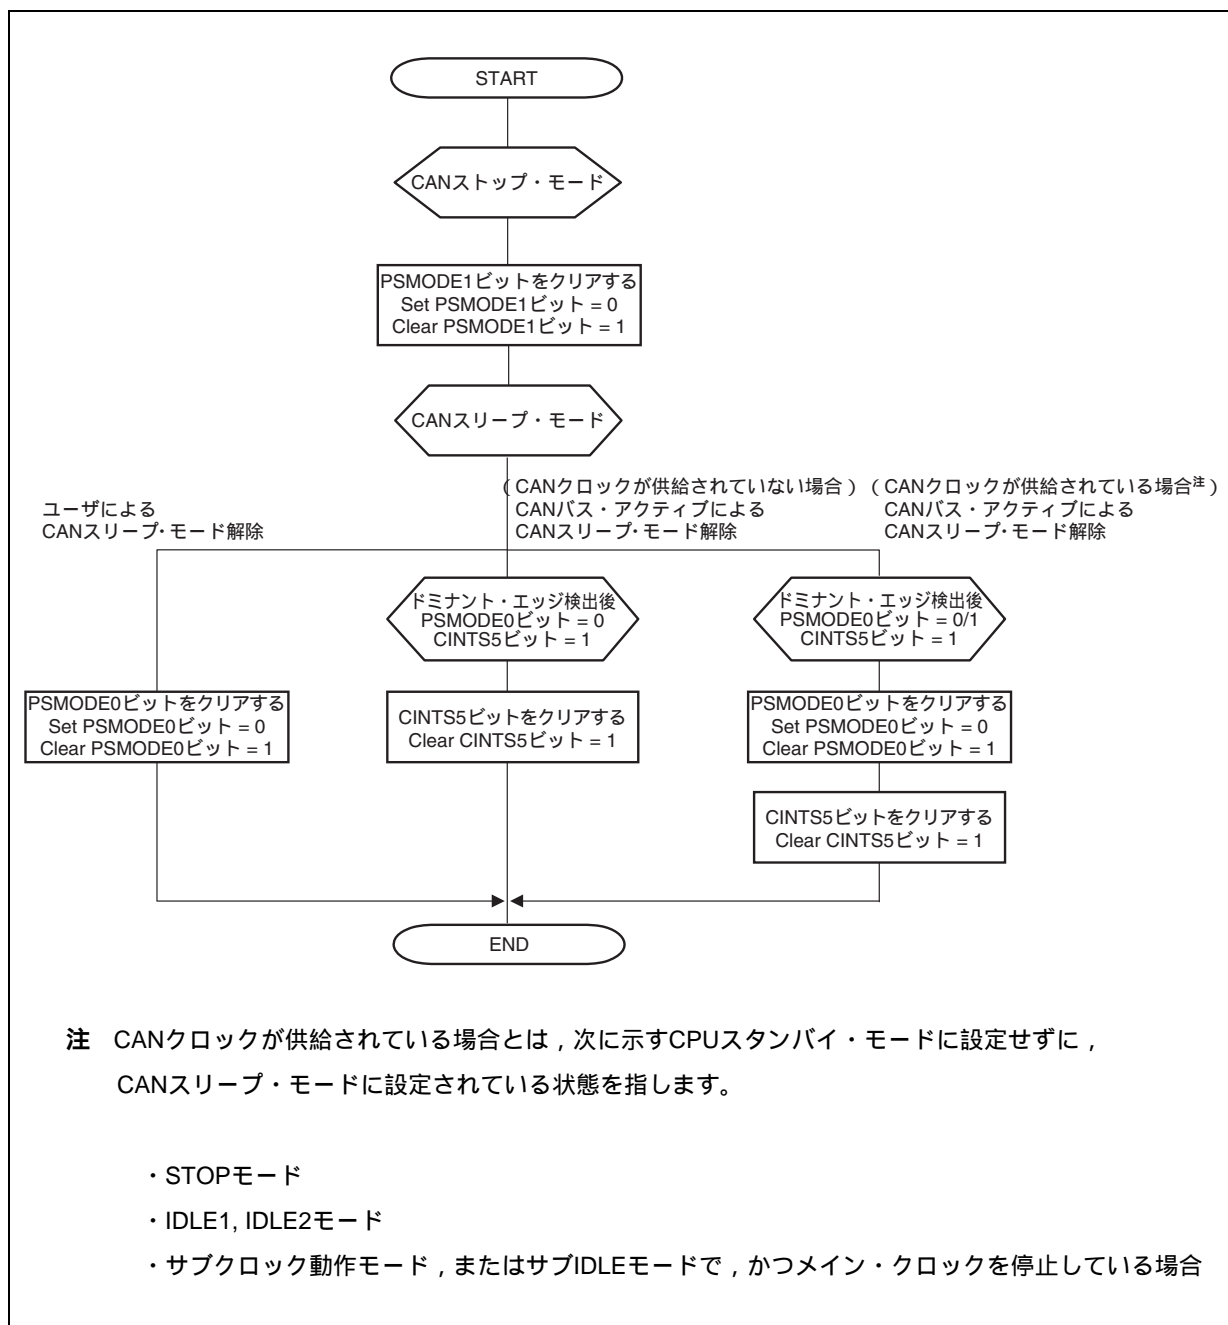 START
CANストップ・モード
PSMODE1ビットをクリアする
Set PSMODE1ビット = 0
Clear PSMODE1ビット = 1
CANスリープ・モード
ユーザによる
CANスリープ・モード解除
(CANクロックが供給されていない場合)
CANバス・アクティブによる
CANスリープ・モード解除
(CANクロックが供給されている場合注)
CANバス・アクティブによる
CANスリープ・モード解除
ドミナント・エッジ検出後
PSMODE0ビット = 0
CINTS5ビット = 1
ドミナント・エッジ検出後
PSMODE0ビット = 0/1
CINTS5ビット = 1
PSMODE0ビットをクリアする
Set PSMODE0ビット = 0
Clear PSMODE0ビット = 1
CINTS5ビットをクリアする
Clear CINTS5ビット = 1
PSMODE0ビットをクリアする
Set PSMODE0ビット = 0
Clear PSMODE0ビット = 1
CINTS5ビットをクリアする
Clear CINTS5ビット = 1
END
注 CANクロックが供給されている場合とは,次に示すCPUスタンバイ・モードに設定せずに,
CANスリープ・モードに設定されている状態を指します。
・STOPモード
・IDLE1, IDLE2モード
・サブクロック動作モード,またはサブIDLEモードで,かつメイン・クロックを停止している場合